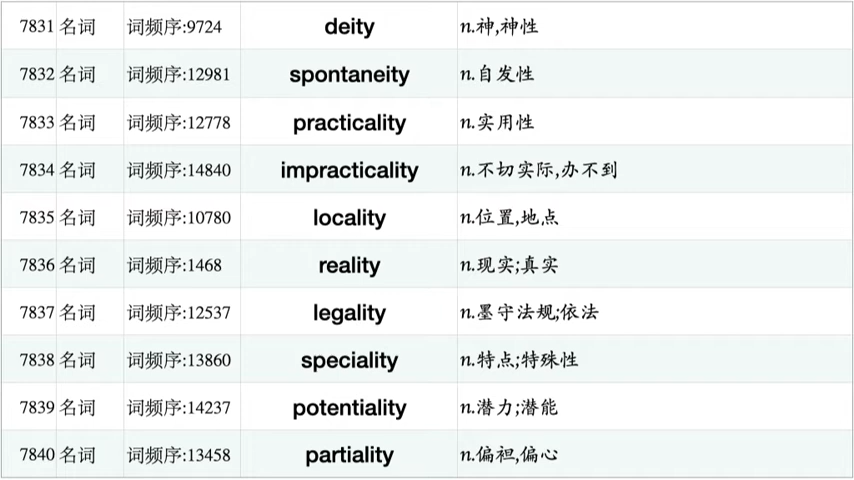 7831 名词 词频序:9724 deity n.神,神性
7832 名词 词频序:12981 spontaneity n.自发性
7833 名词 词频序:12778 practicality n.实用性
7834 名词 词频序:14840 impracticality n.不切实际,办不到
7835 名词 词频序:10780 locality n.位置,地点
7836 名词 词频序:1468 reality n.现实;真实
7837 名词 词频序:12537 legality n.墨守法规;依法
7838 名词 词频序:13860 speciality n.特点;特殊性
7839 名词 词频序:14237 potentiality n.潜力;潜能
7840 名词 词频序:13458 partiality n.偏袒,偏心